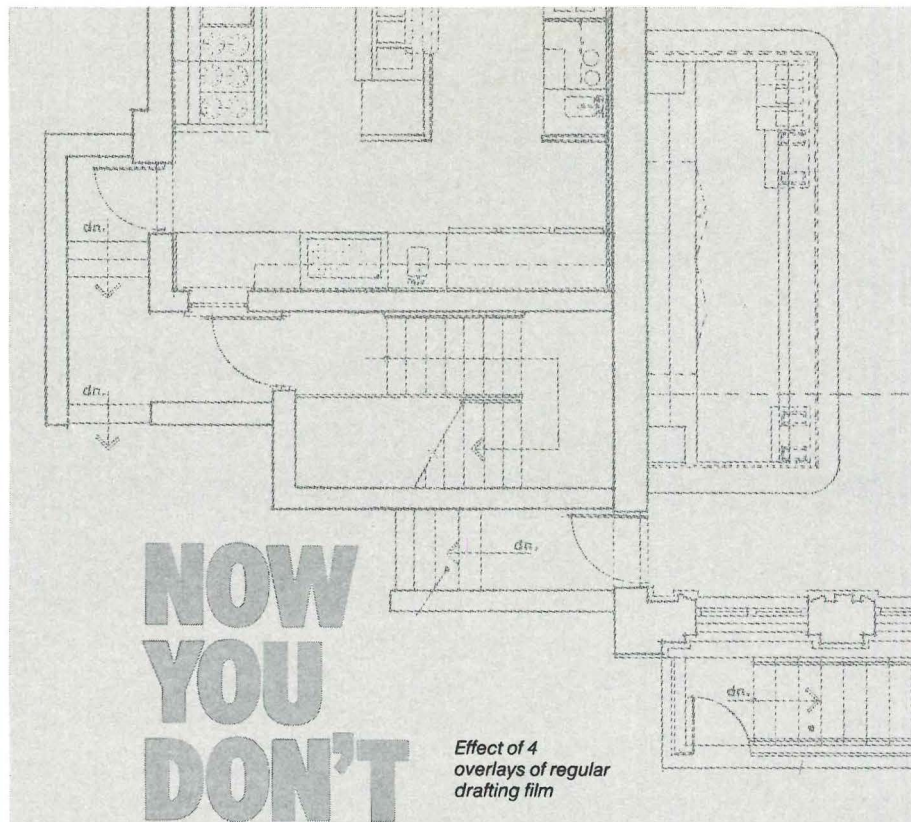 dn.
dn.
dn.
dn.
NOW
YOU
DON'T
Effect of 4
overlays of regular
drafting film